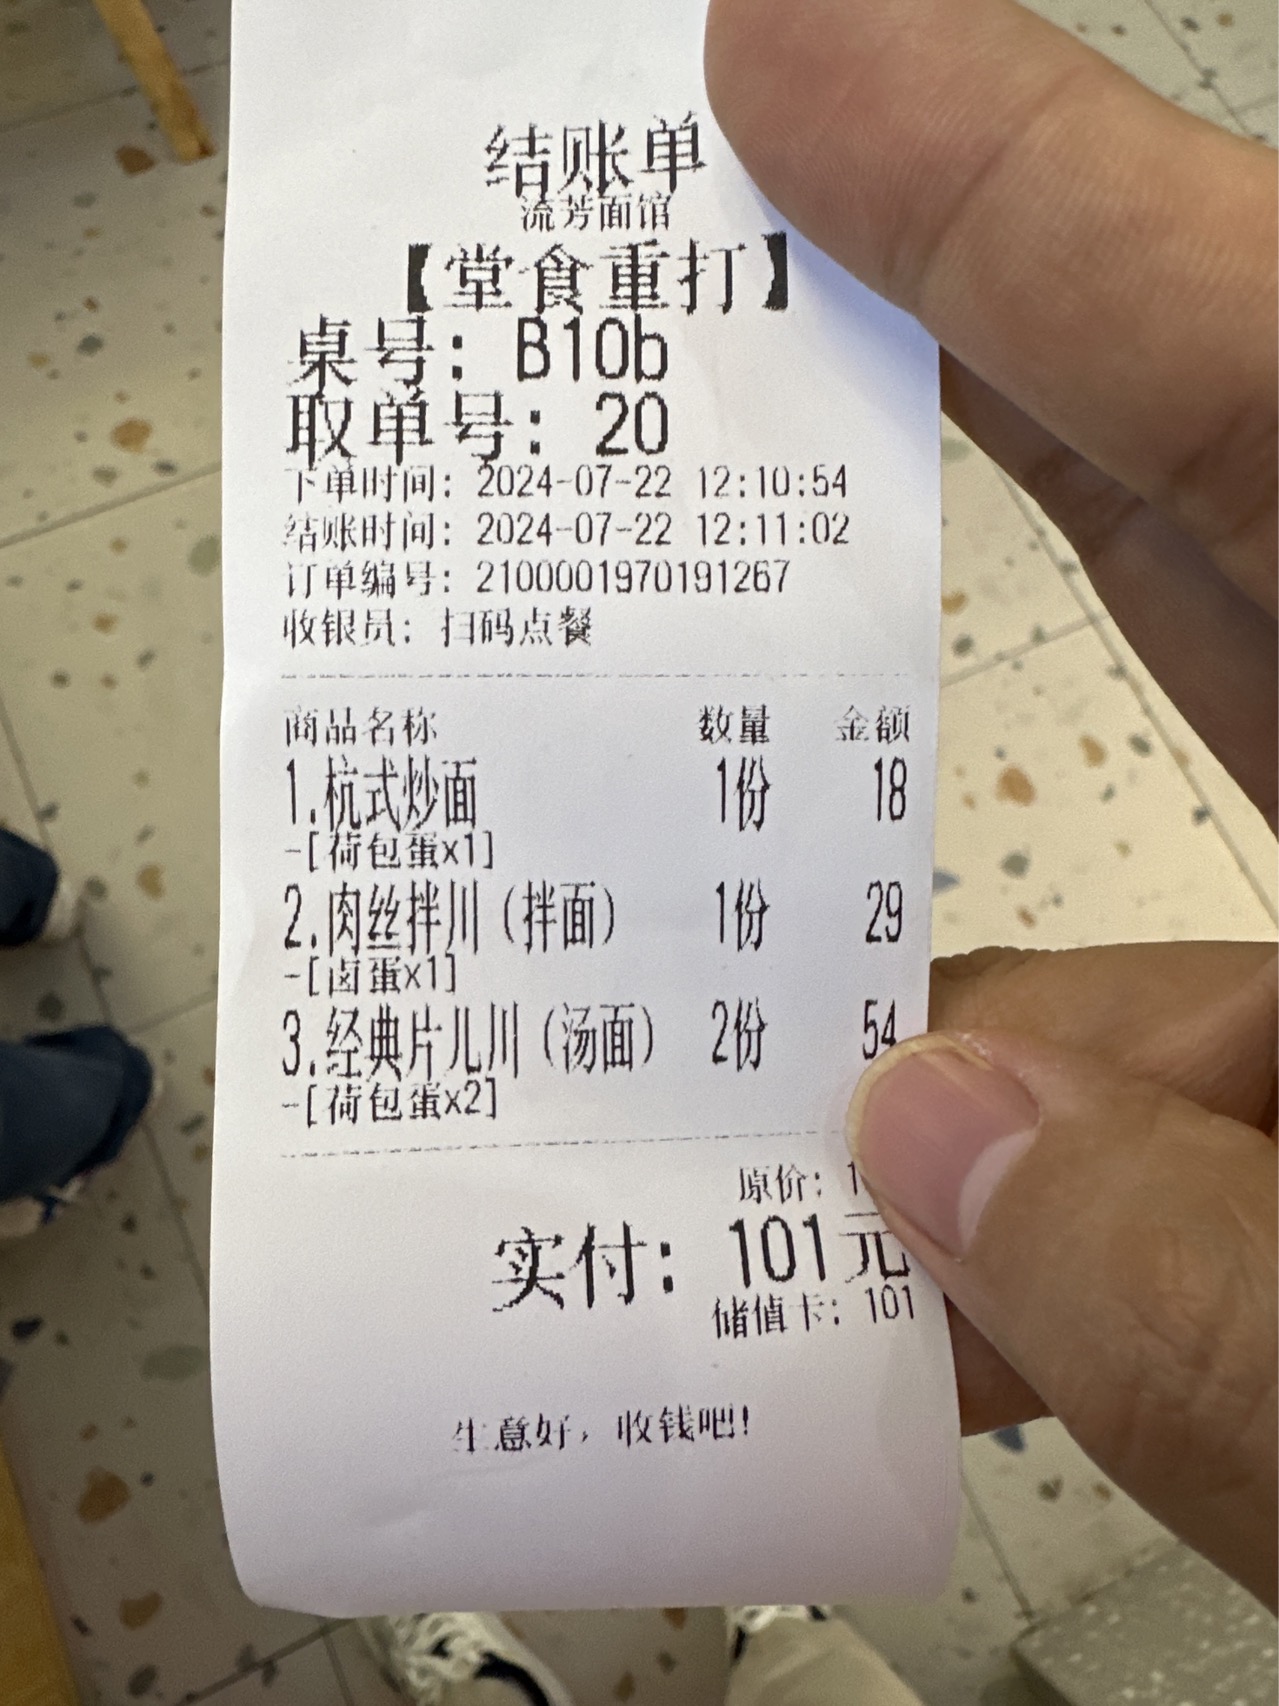 结账单
流芳面馆
【堂食重打】
桌号: B10b
取单号: 20
下单时间: 2024-07-22 12:10:54
结账时间: 2024-07-22 12:11:02
订单编号: 2100001970191267
收银员: 扫码点餐
商品名称 数量 金额
1.杭式炒面 1份 18
-[荷包蛋x1]
2.肉丝拌川(拌面) 1份 29
-[卤蛋x1]
3.经典片儿川(汤面) 2份 54
-[荷包蛋x2]
原价:
实付: 101元
储值卡: 101
生意好, 收钱吧!